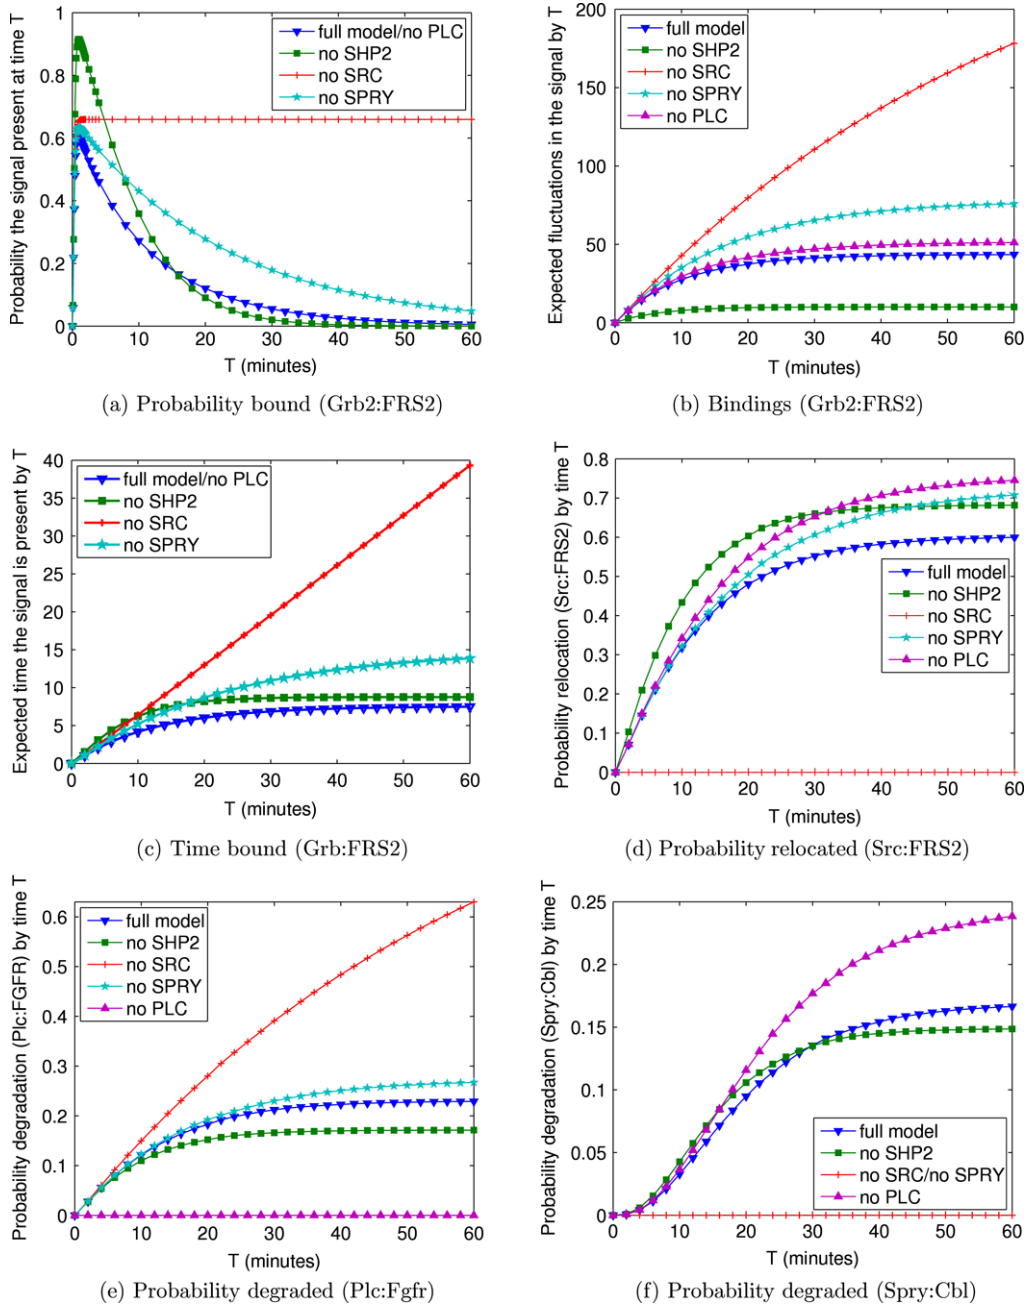 Probability the signal present at time T
1
0.8
0.6
0.4
0.2
0
0 10 20 30 40 50 60
T (minutes)
full model/no PLC
no SHP2
no SRC
no SPRY
(a) Probability bound (Grb2:FRS2)
Expected fluctuations in the signal by T
200
150
100
50
0
0 10 20 30 40 50 60
T (minutes)
full model
no SHP2
no SRC
no SPRY
no PLC
(b) Bindings (Grb2:FRS2)
Expected time the signal is present by T
40
35
30
25
20
15
10
5
0
0 10 20 30 40 50 60
T (minutes)
full model/no PLC
no SHP2
no SRC
no SPRY
(c) Time bound (Grb:FRS2)
Probability relocation (Src:FRS2) by time T
0.8
0.7
0.6
0.5
0.4
0.3
0.2
0.1
0
0 10 20 30 40 50 60
T (minutes)
full model
no SHP2
no SRC
no SPRY
no PLC
(d) Probability relocated (Src:FRS2)
Probability degradation (Plc:FGFR) by time T
0.6
0.5
0.4
0.3
0.2
0.1
0
0 10 20 30 40 50 60
T (minutes)
full model
no SHP2
no SRC
no SPRY
no PLC
(e) Probability degraded (Plc:Fgfr)
Probability degradation (Spry:Cbl) by time T
0.25
0.2
0.15
0.1
0.05
0
0 10 20 30 40 50 60
T (minutes)
full model
no SHP2
no SRC/no SPRY
no PLC
(f) Probability degraded (Spry:Cbl)